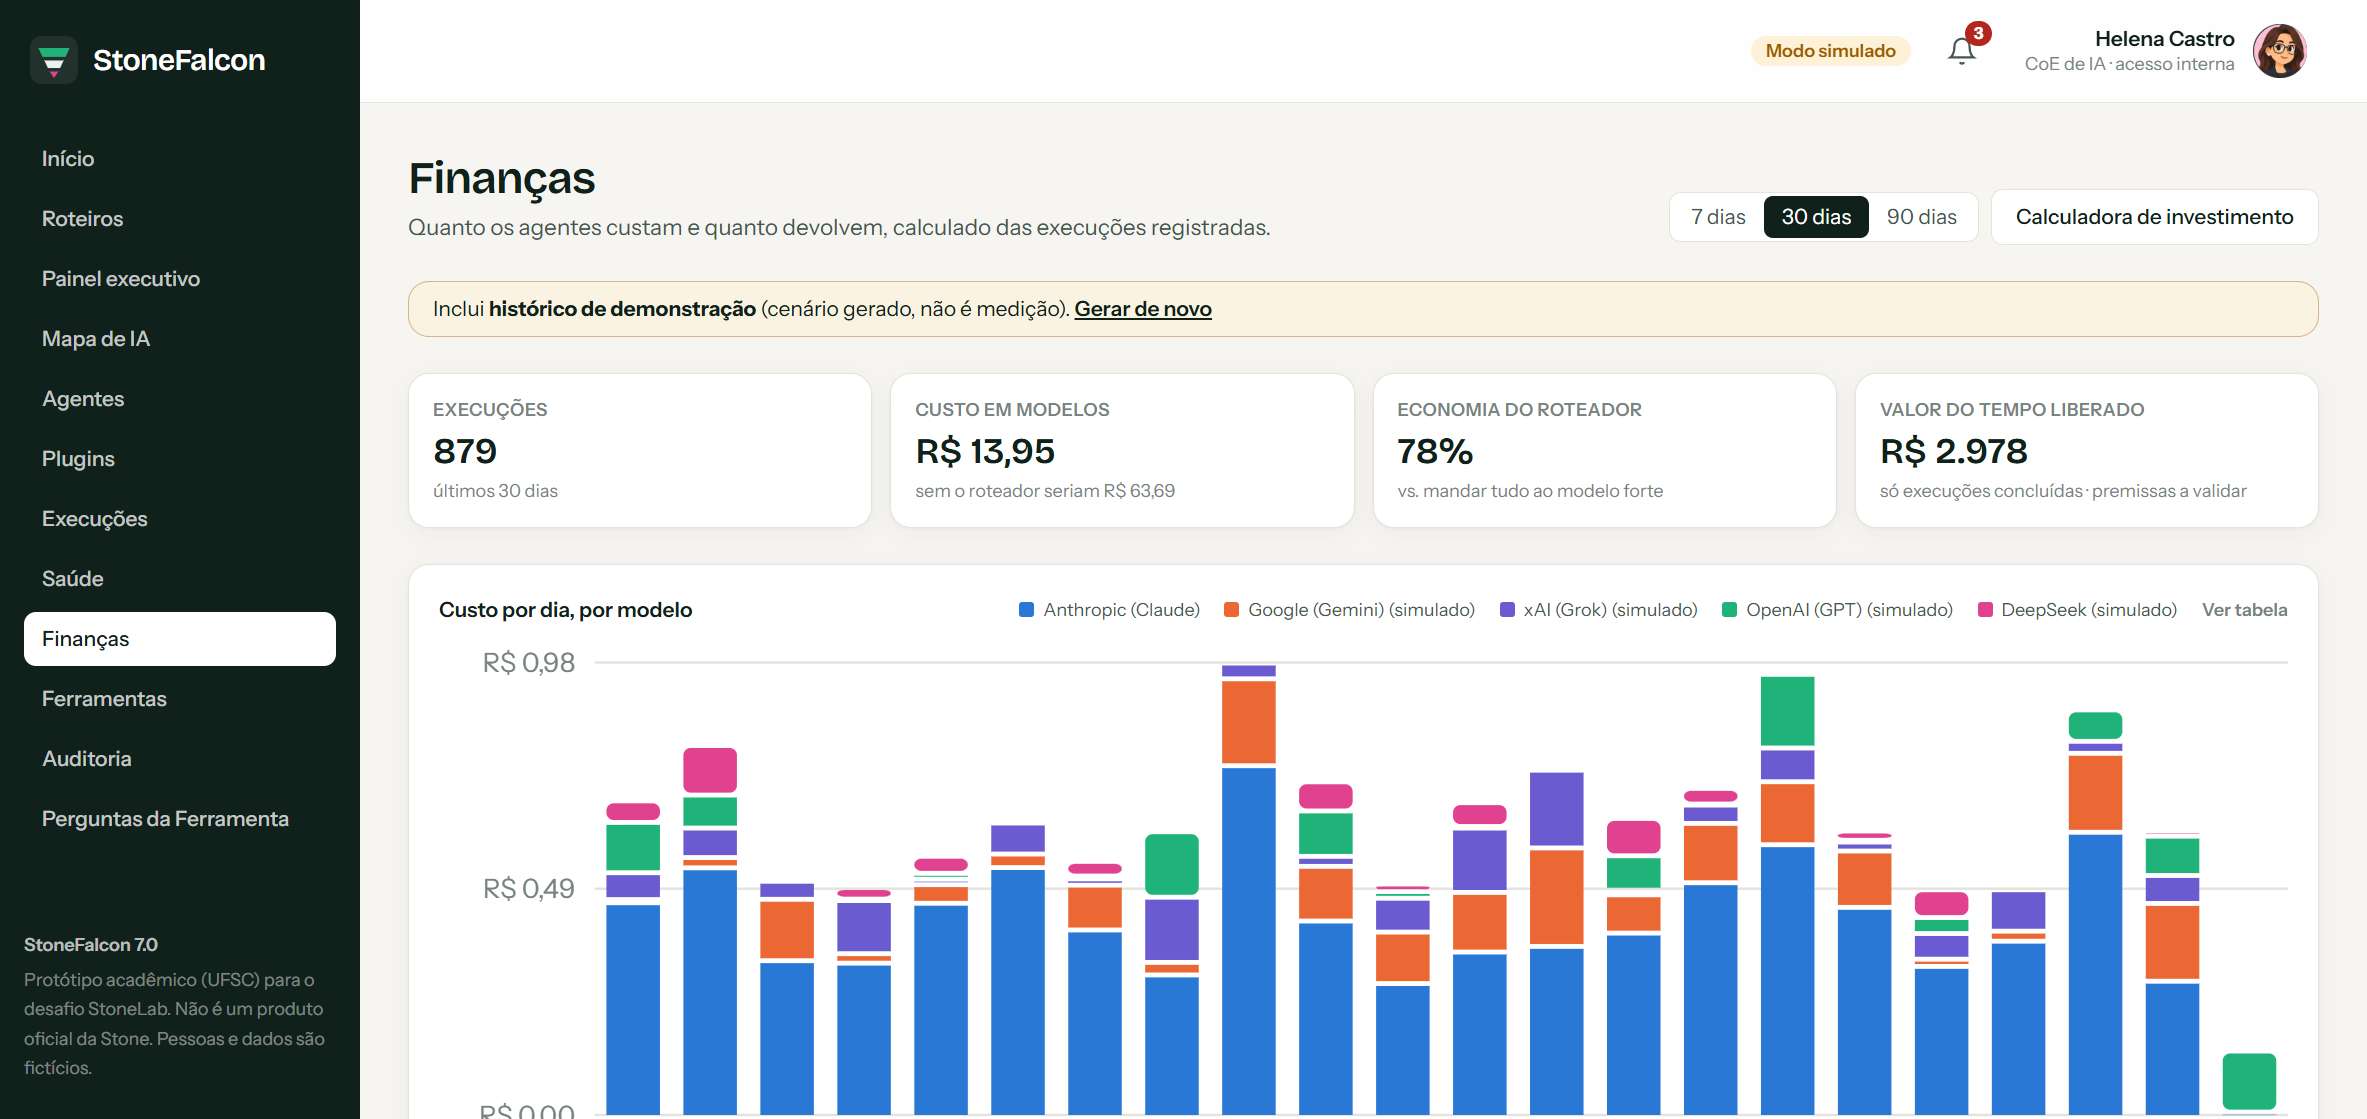 StoneFalcon
Modo simulado
3
Helena Castro
CoE de IA · acesso interna
Início
Roteiros
Painel executivo
Mapa de IA
Agentes
Plugins
Execuções
Saúde
Finanças
Ferramentas
Auditoria
Perguntas da Ferramenta
StoneFalcon 7.0
Protótipo acadêmico (UFSC) para o
desafio StoneLab. Não é um produto
oficial da Stone. Pessoas e dados são
fictícios.
Finanças
Quanto os agentes custam e quanto devolvem, calculado das execuções registradas.
7 dias 30 dias 90 dias
Calculadora de investimento
Inclui histórico de demonstração (cenário gerado, não é medição). Gerar de novo
EXECUÇÕES
879
últimos 30 dias
CUSTO EM MODELOS
R$ 13,95
sem o roteador seriam R$ 63,69
ECONOMIA DO ROTEADOR
78%
vs. mandar tudo ao modelo forte
VALOR DO TEMPO LIBERADO
R$ 2.978
só execuções concluídas · premissas a validar
Custo por dia, por modelo
Anthropic (Claude) Google (Gemini) (simulado) xAI (Grok) (simulado) OpenAI (GPT) (simulado) DeepSeek (simulado) Ver tabela
R$ 0,98
R$ 0,49
R$ 0,00